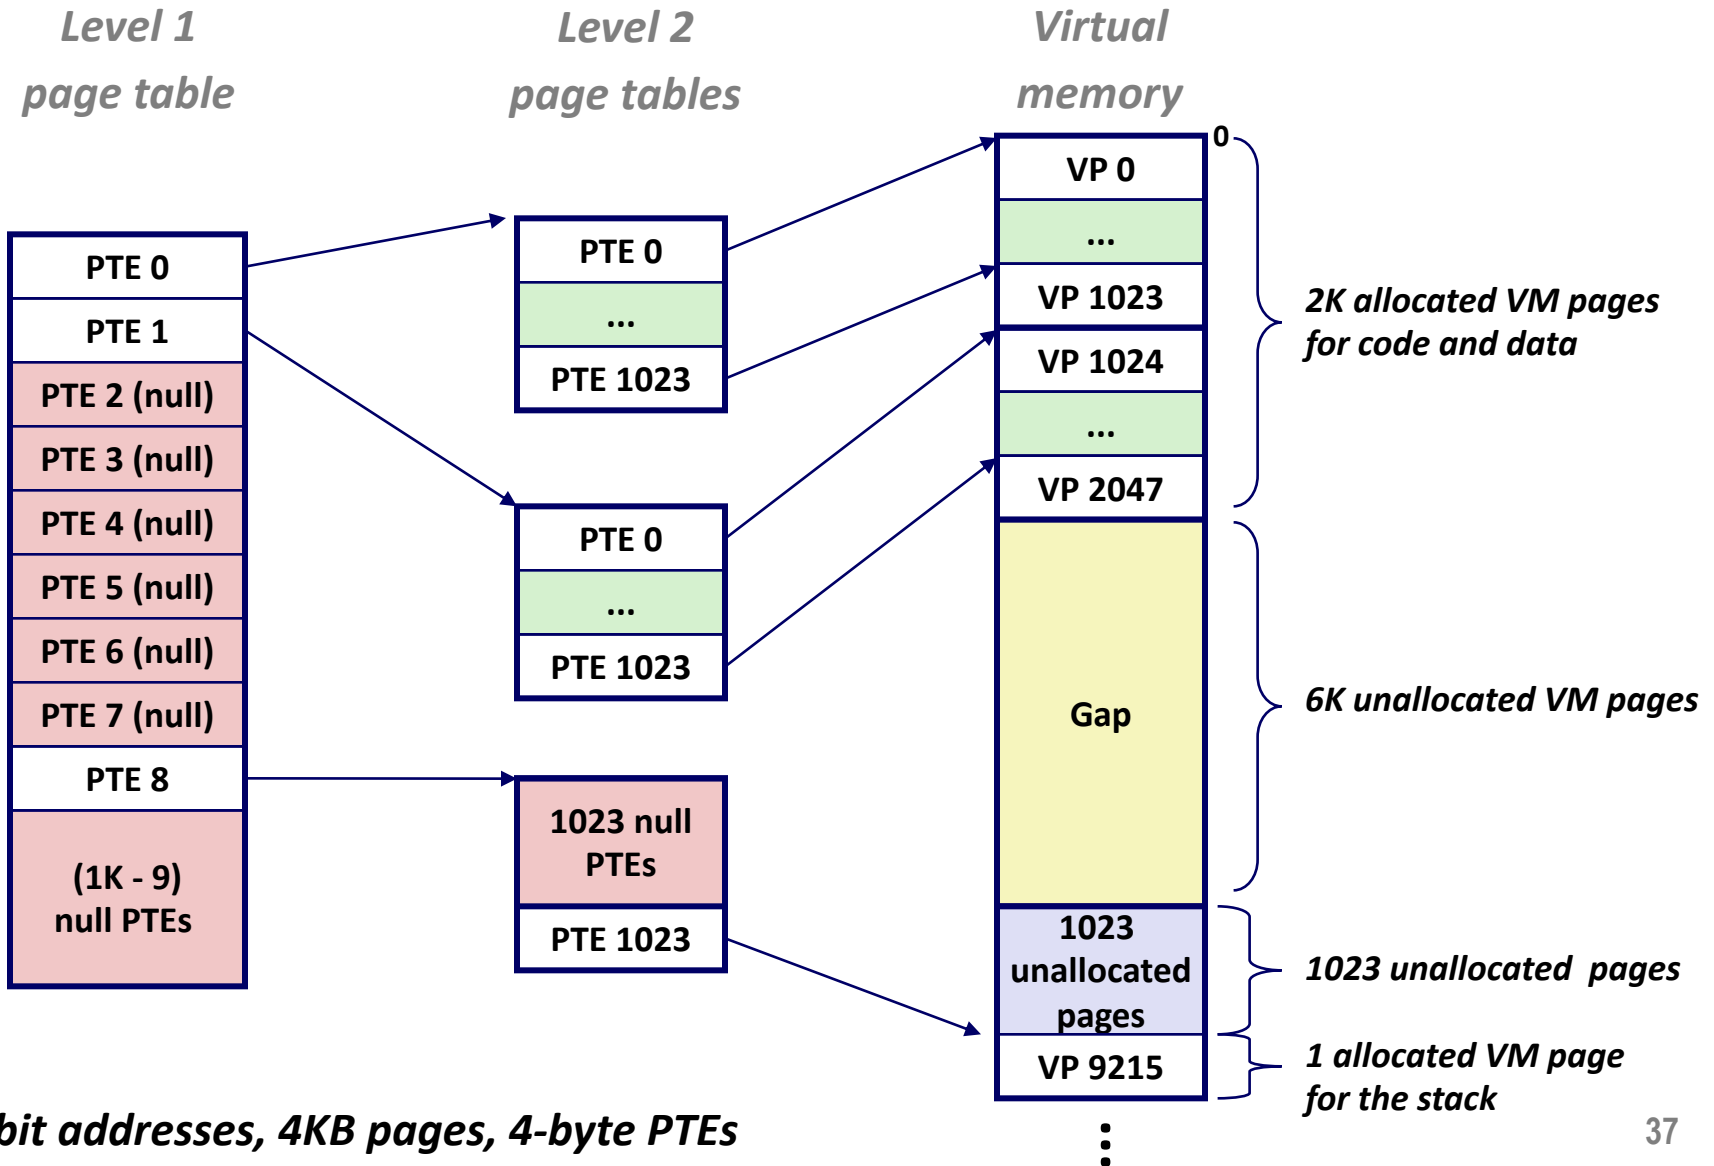 Level 1
page table
Level 2
page tables
Virtual
memory
PTE 0
PTE 1
PTE 2 (null)
PTE 3 (null)
PTE 4 (null)
PTE 5 (null)
PTE 6 (null)
PTE 7 (null)
PTE 8
(1K - 9)
null PTEs
PTE 0
...
PTE 1023
PTE 0
...
PTE 1023
1023 null
PTEs
PTE 1023
0
VP 0
...
VP 1023
VP 1024
...
VP 2047
Gap
1023
unallocated
pages
VP 9215
2K allocated VM pages
for code and data
6K unallocated VM pages
1023 unallocated pages
1 allocated VM page
for the stack
bit addresses, 4KB pages, 4-byte PTEs
37